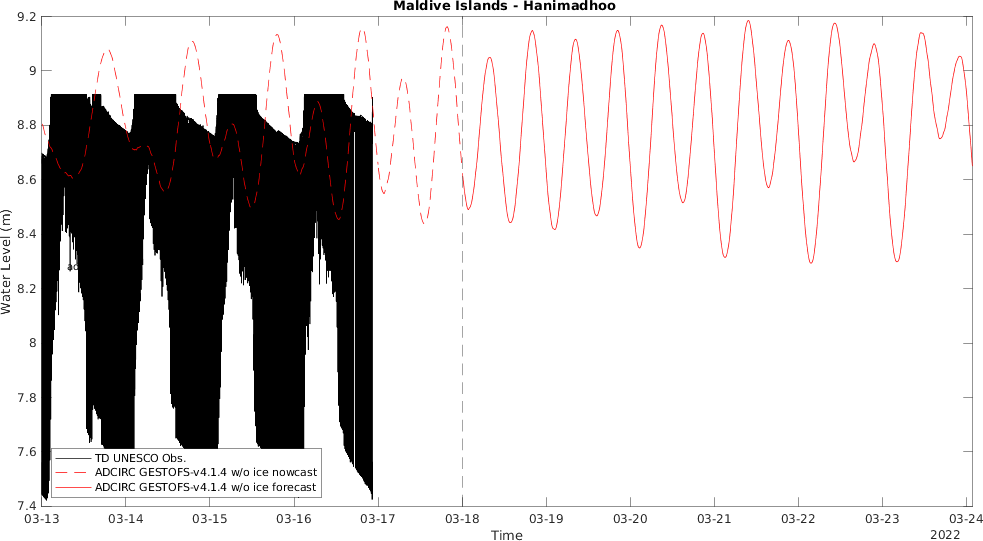 Maldive Islands - Hanimadhoo
9.2
9
8.8
8.6
8.4
8.2
8
7.8
7.6
7.4
Water Level (m)
TD UNESCO Obs.
ADCIRC GESTOFS-v4.1.4 w/o ice nowcast
ADCIRC GESTOFS-v4.1.4 w/o ice forecast
03-13 03-14 03-15 03-16 03-17 03-18 03-19 03-20 03-21 03-22 03-23 03-24
Time
2022